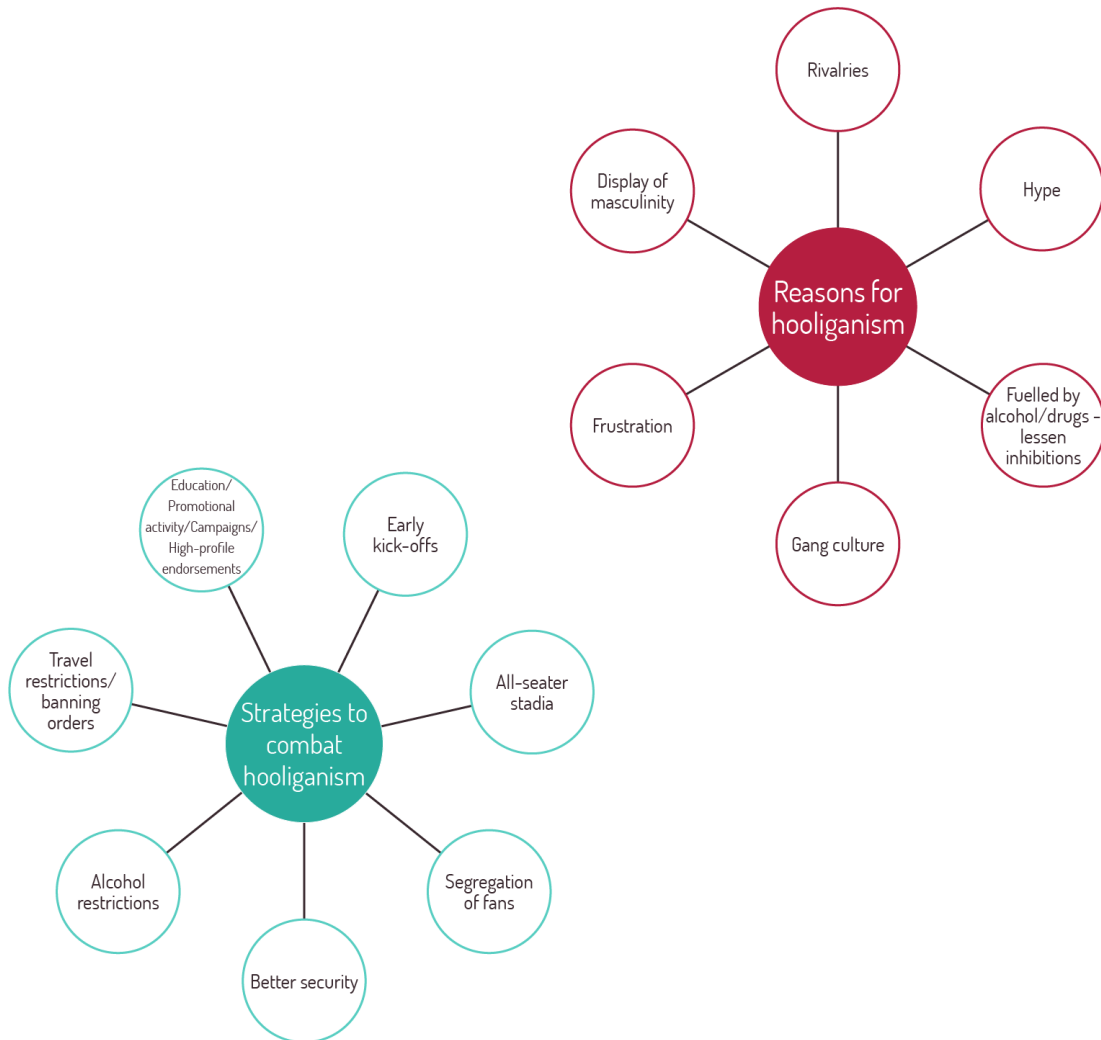 Rivalries
Display of
masculinity
Hype
Reasons for
hooliganism
Frustration
Fuelled by
alcohol/drugs -
lessen
inhibitions
Gang culture
Education/
Promotional
activity/Campaigns/
High-profile
endorsements
Early
kick-offs
Travel
restrictions/
banning
orders
All-seater
stadia
Strategies to
combat
hooliganism
Alcohol
restrictions
Segregation
of fans
Better security